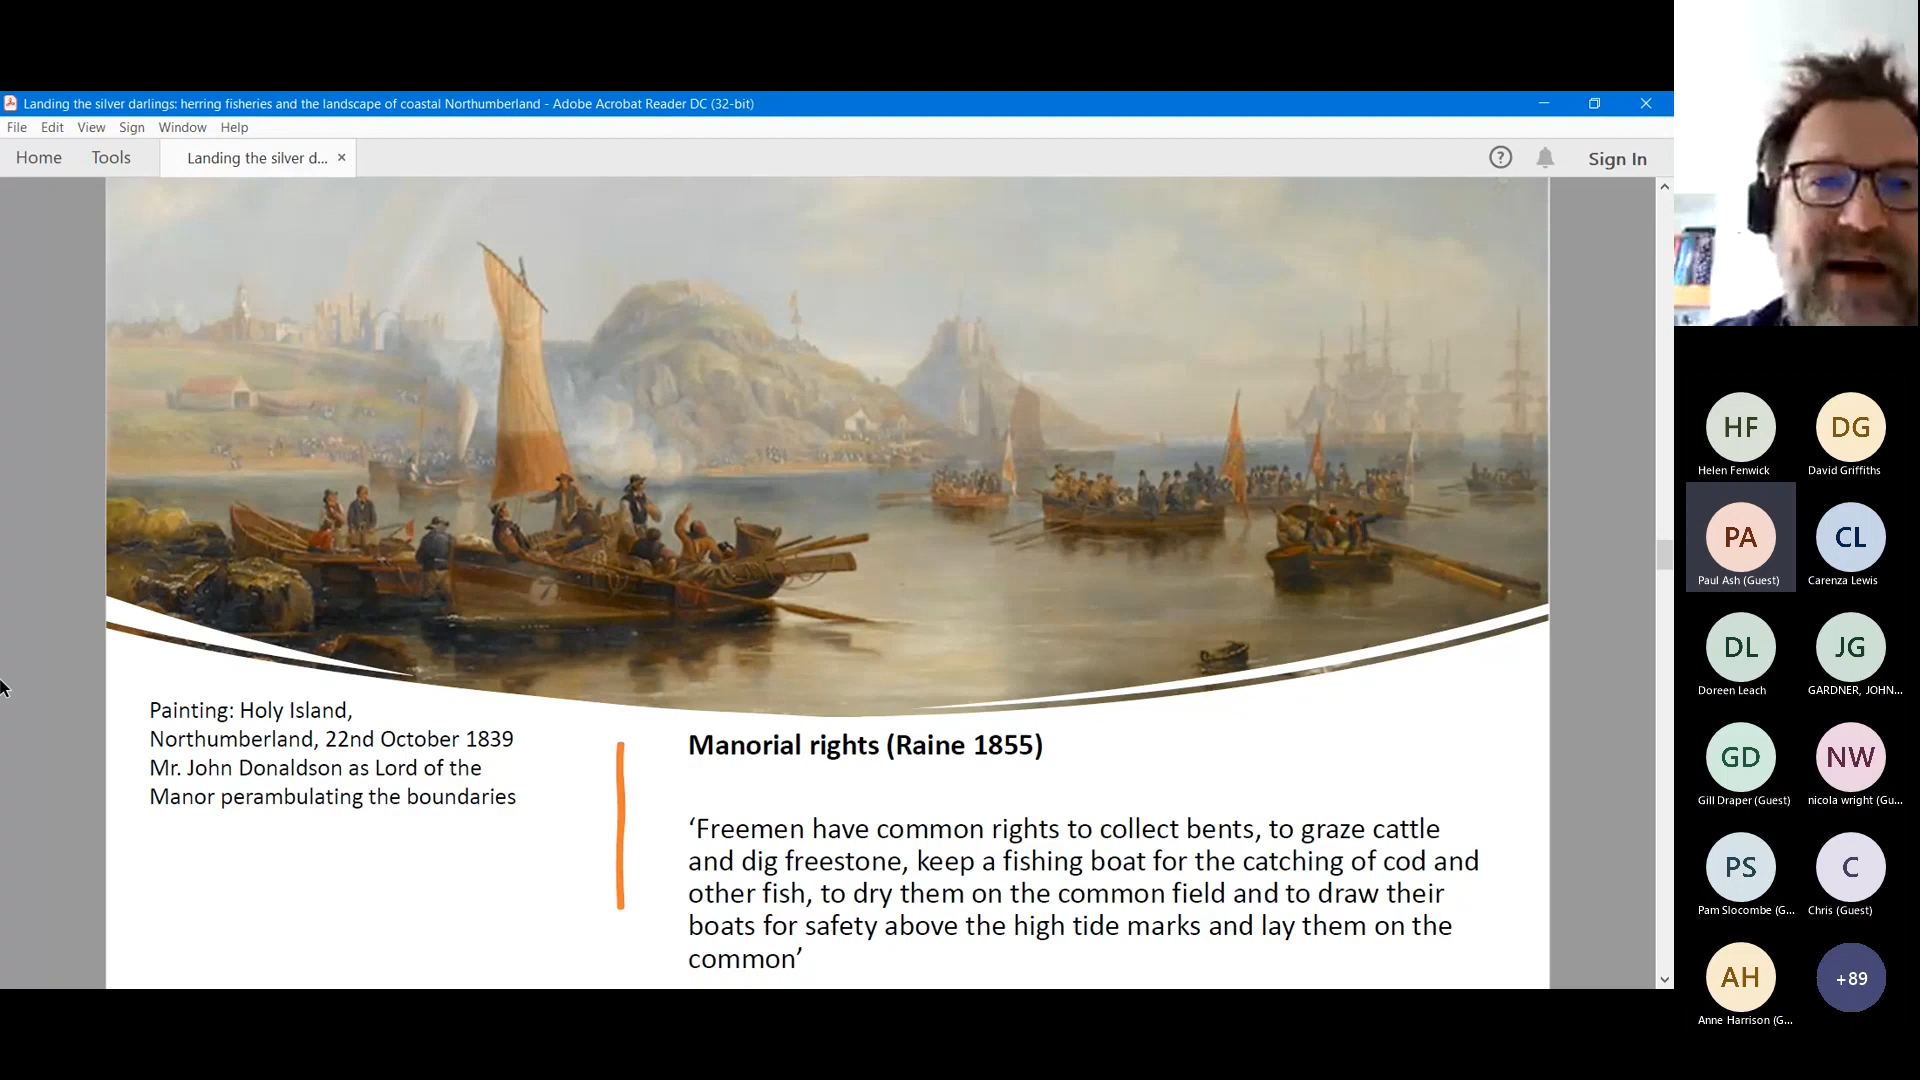 Landing the silver darlings: herring fisheries and the landscape of coastal Northumberland - Adobe Acrobat Reader DC (32-bit)
File Edit View Sign Window Help
Home Tools Landing the silver d... × ? Sign In
Painting: Holy Island,
Northumberland, 22nd October 1839
Mr. John Donaldson as Lord of the
Manor perambulating the boundaries
Manorial rights (Raine 1855)
‘Freemen have common rights to collect bents, to graze cattle
and dig freestone, keep a fishing boat for the catching of cod and
other fish, to dry them on the common field and to draw their
boats for safety above the high tide marks and lay them on the
common’
HF DG
Helen Fenwick David Griffiths
PA CL
Paul Ash (Guest) Carenza Lewis
DL JG
Doreen Leach GARDNER, JOHN...
GD NW
Gill Draper (Guest) nicola wright (Gu...
PS C
Pam Slocombe (G... Chris (Guest)
AH +89
Anne Harrison (G...